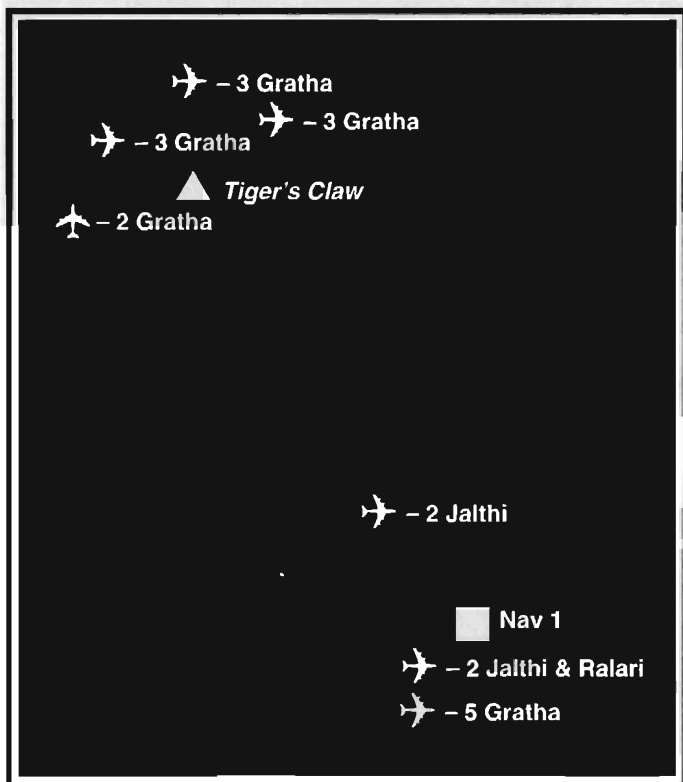 – 3 Gratha
– 3 Gratha
– 3 Gratha
Tiger's Claw
– 2 Gratha
– 2 Jalthi
Nav 1
– 2 Jalthi & Ralari
– 5 Gratha